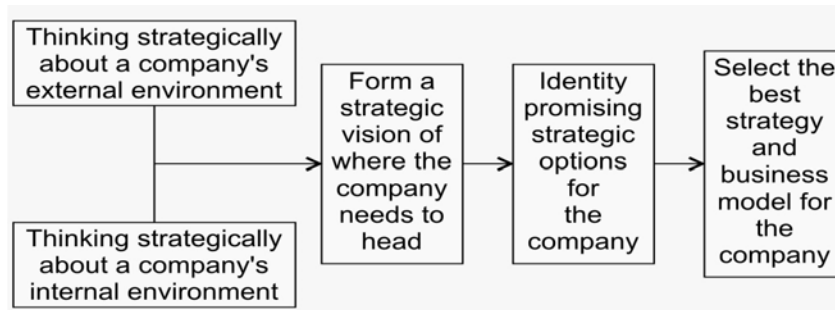 Thinking strategically
about a company's
external environment
Thinking strategically
about a company's
internal environment
Form a
strategic
vision of
where the
company
needs to
head
Identity
promising
strategic
options
for
the
company
Select the
best
strategy
and
business
model for
the
company